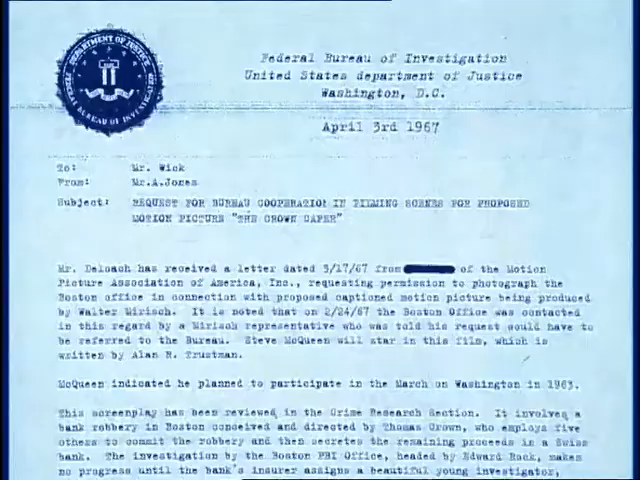 DEPARTMENT OF JUSTICE
FEDERAL BUREAU OF INVESTIGATION
Federal Bureau of Investigation
United States department of Justice
Washington, D.C.
April 3rd 1967
To: Mr. Wick
From: Mr.A.Jones
Subject: REQUEST FOR BUREAU COOPERATION IN FILMING SCENES FOR PROPOSED
MOTION PICTURE "THE CROWN CAPER"
Mr. Deloach has received a letter dated 3/17/67 from of the Motion
Picture Association of America, Inc., requesting permission to photograph the
Boston office in connection with proposed captioned motion picture being produced
by Walter Mirisch. It is noted that on 2/24/67 the Boston Office was contacted
in this regard by a Mirisch representative who was told his request would have to
be referred to the Bureau. Steve McQueen will star in this film, which is
written by Alan R. Trustman.
McQueen indicated he planned to participate in the March on Washington in 1963.
This screenplay has been reviewed in the Crime Research Section. It involves a
bank robbery in Boston conceived and directed by Thomas Crown, who employs five
others to commit the robbery and then secretes the remaining proceeds in a Swiss
bank. The investigation by the Boston FBI Office, headed by Edward Rock, makes
no progress until the bank's insurer assigns a beautiful young investigator,